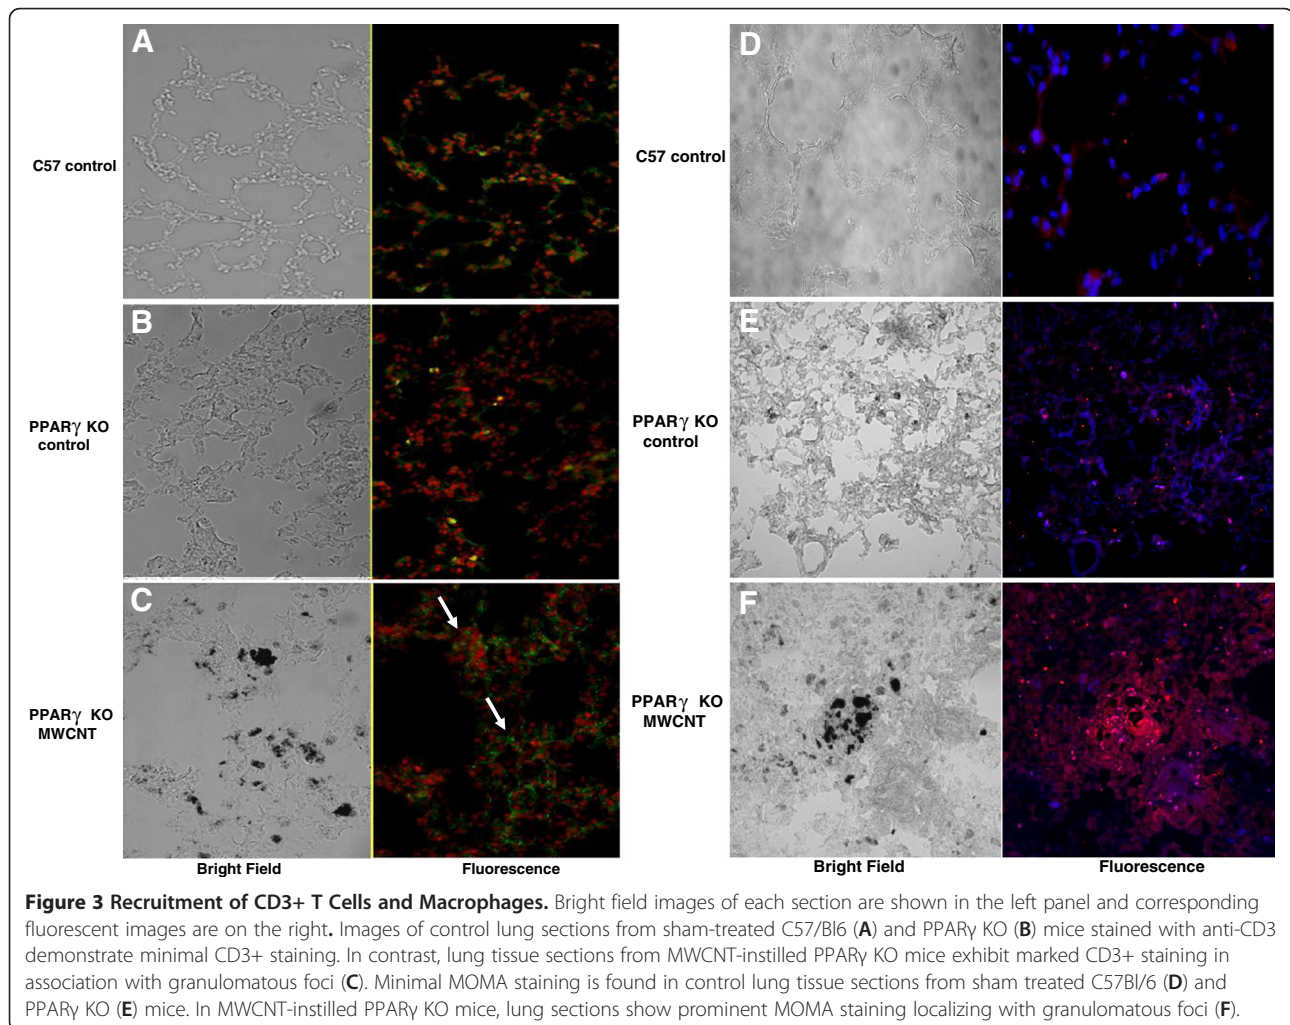 A
D
C57 control
C57 control
B
E
PPARγ KO
control
PPARγ KO
control
C
F
PPARγ KO
MWCNT
PPARγ KO
MWCNT
Bright Field
Fluorescence
Bright Field
Fluorescence
Figure 3 Recruitment of CD3+ T Cells and Macrophages. Bright field images of each section are shown in the left panel and corresponding
fluorescent images are on the right. Images of control lung sections from sham-treated C57/Bl6 (A) and PPARγ KO (B) mice stained with anti-CD3
demonstrate minimal CD3+ staining. In contrast, lung tissue sections from MWCNT-instilled PPARγ KO mice exhibit marked CD3+ staining in
association with granulomatous foci (C). Minimal MOMA staining is found in control lung tissue sections from sham treated C57Bl/6 (D) and
PPARγ KO (E) mice. In MWCNT-instilled PPARγ KO mice, lung sections show prominent MOMA staining localizing with granulomatous foci (F).